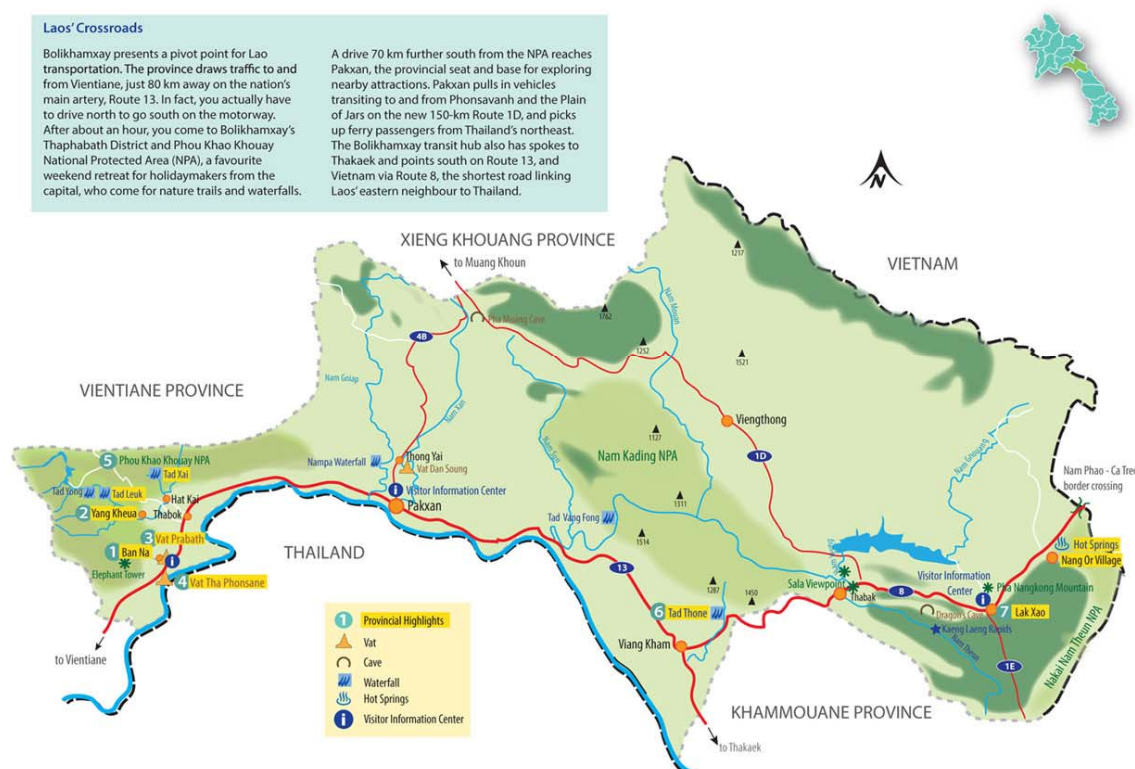 Laos' Crossroads
Bolikhamxay presents a pivot point for Lao
transportation. The province draws traffic to and
from Vientiane, just 80 km away on the nation's
main artery, Route 13. In fact, you actually have
to drive north to go south on the motorway.
After about an hour, you come to Bolikhamxay's
Thaphabath District and Phou Khao Khouay
National Protected Area (NPA), a favourite
weekend retreat for holidaymakers from the
capital, who come for nature trails and waterfalls.
A drive 70 km further south from the NPA reaches
Pakxan, the provincial seat and base for exploring
nearby attractions. Pakxan pulls in vehicles
transiting to and from Phonsavanh and the Plain
of Jars on the new 150-km Route 1D, and picks
up ferry passengers from Thailand's northeast.
The Bolikhamxay transit hub also has spokes to
Thakaek and points south on Route 13, and
Vietnam via Route 8, the shortest road linking
Laos' eastern neighbour to Thailand.
N
XIENG KHOUANG PROVINCE
to Muang Khoun
VIETNAM
1217
1762
Nam Mouan
Pha Muang Cave
4B
1252
1521
Nam Gniap
Nam Xan
VIENTIANE PROVINCE
Viengthong
1127
Nam Kading NPA
1D
Nam Gnouang
5 Phou Khao Khouay NPA
Tad Xai
Nampa Waterfall
Thong Yai
Vat Dan Soung
Nam Phao - Ca Treo
border crossing
Tad Yong
Tad Leuk
Hat Kai
Visitor Information Center
Pakxan
1311
2 Yang Kheua
Thabok
Tad Vang Fong
1514
3 Vat Prabath
THAILAND
Hot Springs
1 Ban Na
Nang Or Village
Elephant Tower
13
4 Vat Tha Phonsane
1287
1450
Sala Viewpoint
Thabak
8
Visitor Information
Center
Pha Nangkong Mountain
6 Tad Thone
Dragon's Cave
7 Lak Xao
Kaeng Laeng Rapids
Nam Theun
Viang Kham
1E
Nakai Nam Theun NPA
to Vientiane
1 Provincial Highlights
Vat
Cave
Waterfall
Hot Springs
i Visitor Information Center
KHAMMOUANE PROVINCE
to Thakaek